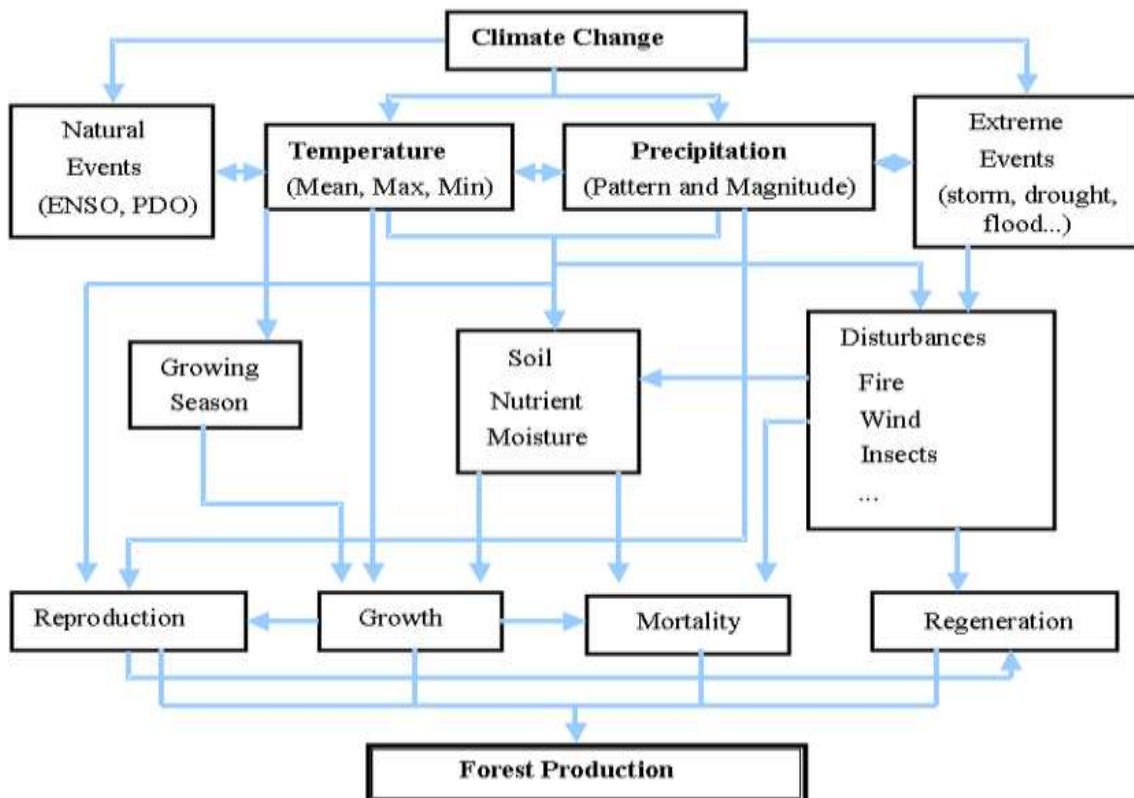 Climate Change
Natural
Events
(ENSO, PDO)
Temperature
(Mean, Max, Min)
Precipitation
(Pattern and Magnitude)
Extreme
Events
(storm, drought,
flood...)
Growing
Season
Soil
Nutrient
Moisture
Disturbances
Fire
Wind
Insects
...
Reproduction
Growth
Mortality
Regeneration
Forest Production